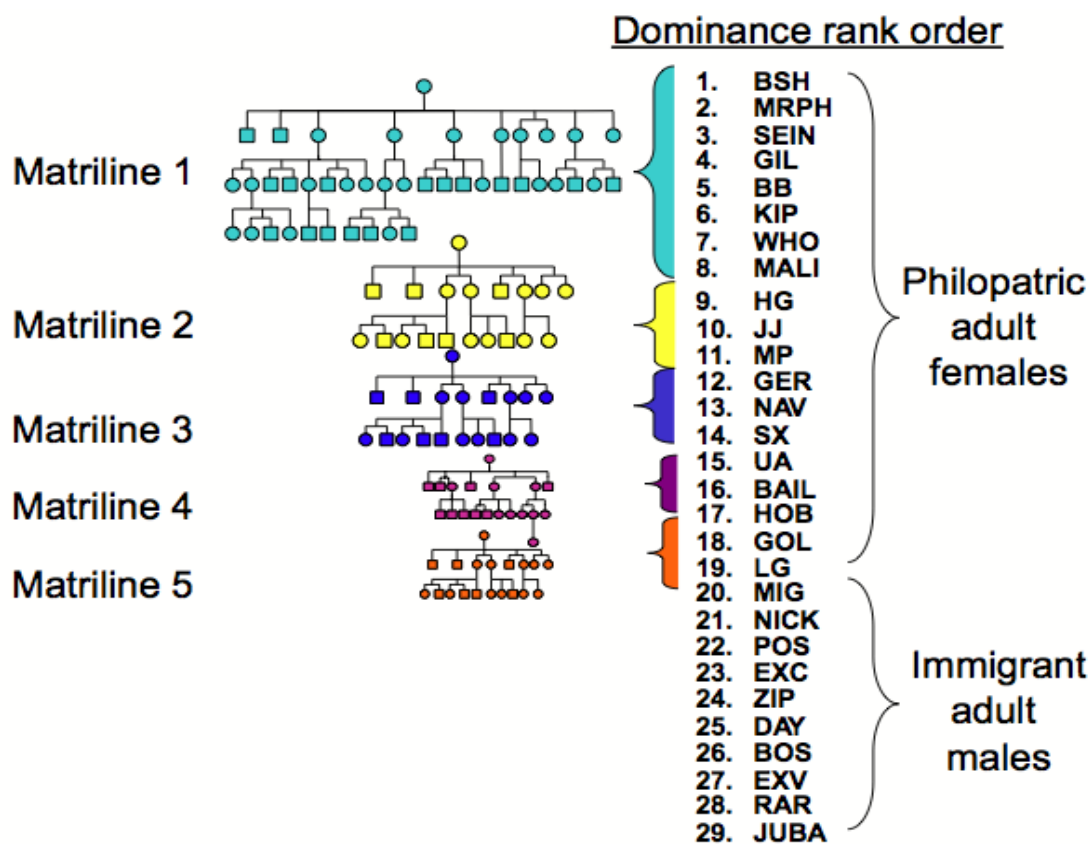 Dominance rank order
Matriline 1
Matriline 2
Matriline 3
Matriline 4
Matriline 5
1. BSH
2. MRPH
3. SEIN
4. GIL
5. BB
6. KIP
7. WHO
8. MALI
9. HG
10. JJ
11. MP
12. GER
13. NAV
14. SX
15. UA
16. BAIL
17. HOB
18. GOL
19. LG
20. MIG
21. NICK
22. POS
23. EXC
24. ZIP
25. DAY
26. BOS
27. EXV
28. RAR
29. JUBA
Philopatric
adult
females
Immigrant
adult
males